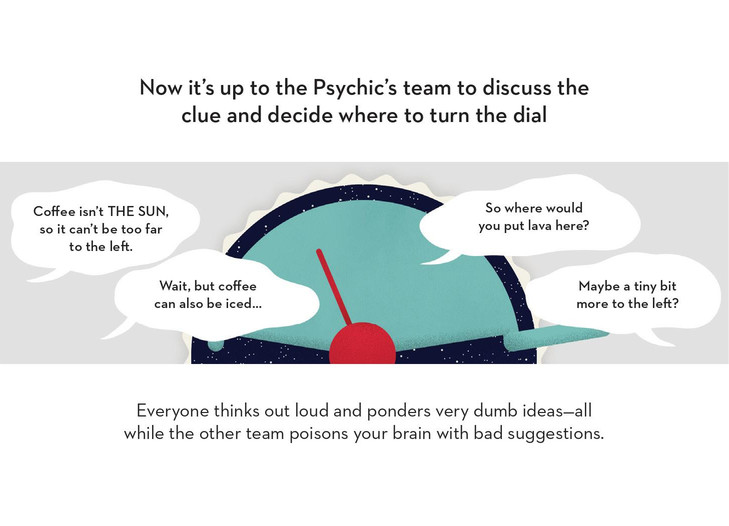 Now it's up to the Psychic's team to discuss the
clue and decide where to turn the dial
Coffee isn't THE SUN,
so it can't be too far
to the left.
Wait, but coffee
can also be iced...
So where would
you put lava here?
Maybe a tiny bit
more to the left?
Everyone thinks out loud and ponders very dumb ideas—all
while the other team poisons your brain with bad suggestions.